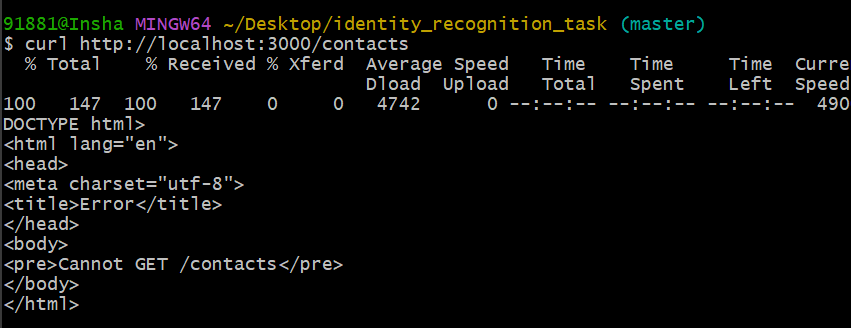 91881@Insha MINGW64 ~/Desktop/identity_recognition_task (master)
$ curl http://localhost:3000/contacts
  % Total    % Received % Xferd  Average Speed   Time    Time     Time  Curre
                                 Dload  Upload   Total   Spent    Left  Speed
100   147  100   147    0     0   4742      0 --:--:-- --:--:-- --:--:--  490
DOCTYPE html>
<html lang="en">
<head>
<meta charset="utf-8">
<title>Error</title>
</head>
<body>
<pre>Cannot GET /contacts</pre>
</body>
</html>